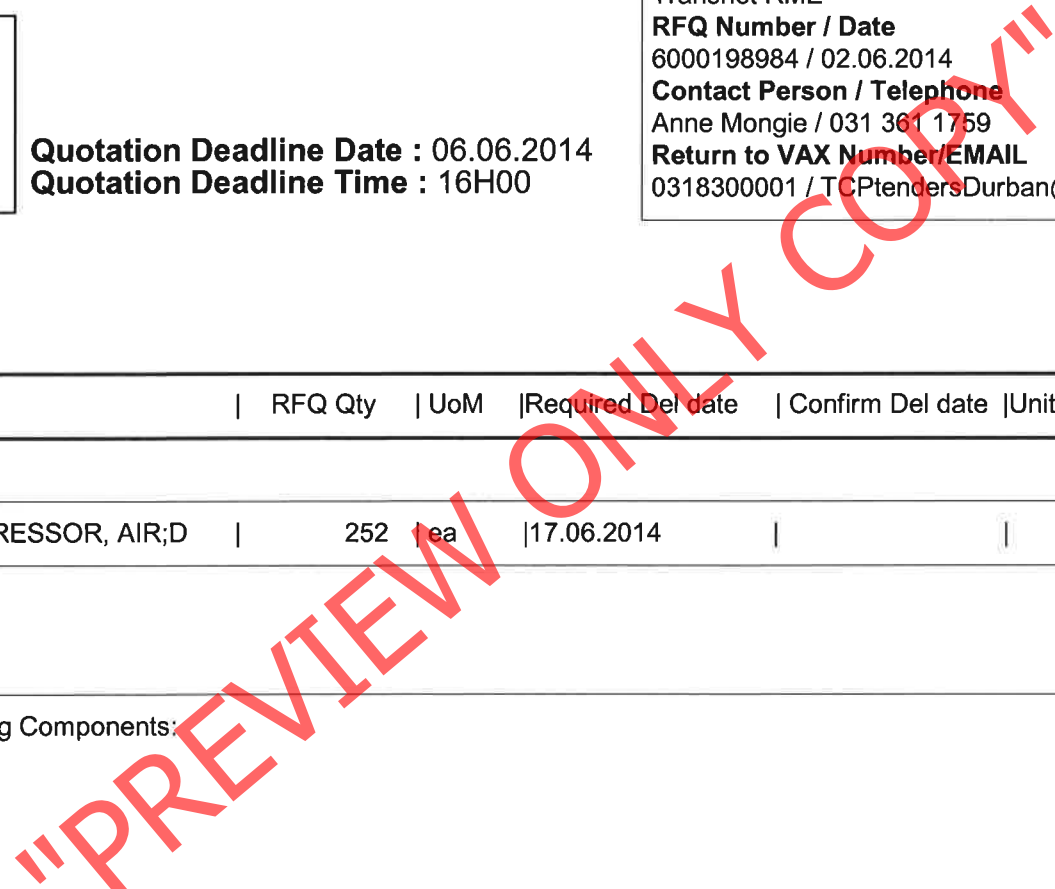 RFQ Number / Date
6000198984 / 02.06.2014
Contact Person / Telephone
Anne Mongie / 031 361 1759
Return to VAX Number/EMAIL
0318300001 / TCPtendersDurban@
Quotation Deadline Date : 06.06.2014
Quotation Deadline Time : 16H00
| RFQ Qty | UoM |Required Del date | Confirm Del date |Unit
RESSOR, AIR;D | 252 | ea |17.06.2014 | |
g Components:
"PREVIEW ONLY COPY"